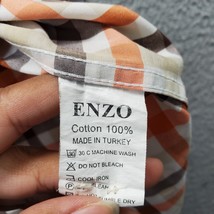 ENZO
Cotton 100%
MADE IN TURKEY
30 C MACHINE WASH
DO NOT BLEACH
COOL IRON